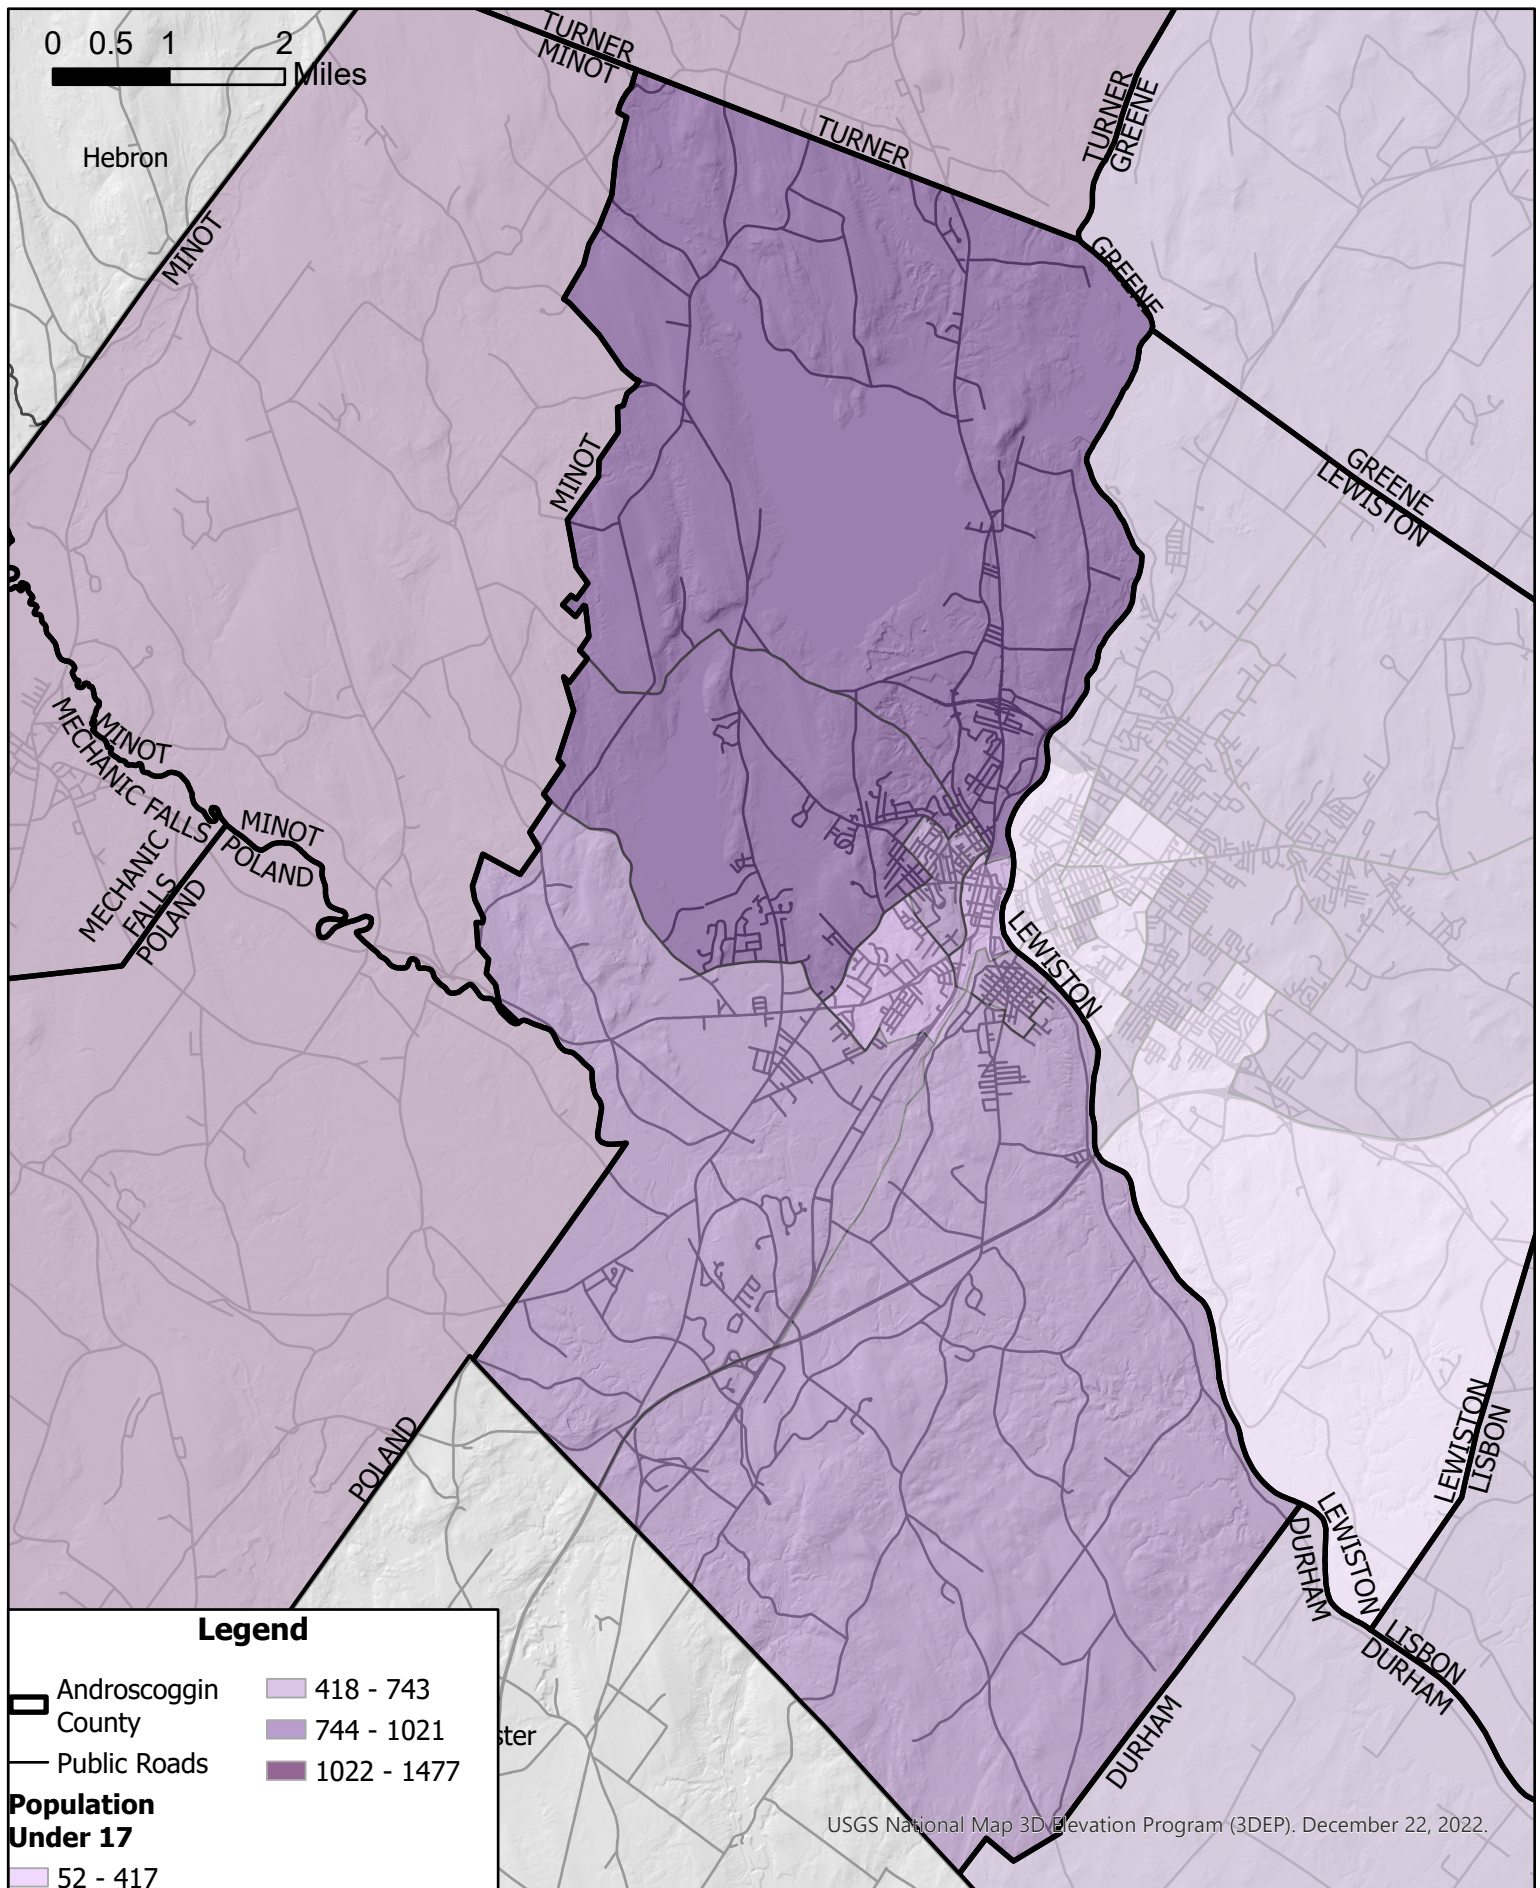 0 0.5 1 2
Miles
Hebron
TURNER
MINOT
TURNER
TURNER
GREENE
GREENE
MINOT
MINOT
GREENE
LEWISTON
MINOT
MECHANIC FALLS
MINOT
POLAND
MECHANIC
FALLS
POLAND
LEWISTON
POLAND
LEWISTON
LISBON
LEWISTON
DURHAM
LISBON
DURHAM
DURHAM
ster
USGS National Map 3D Elevation Program (3DEP). December 22, 2022.
Legend
Androscoggin
County
Public Roads
Population
Under 17
52 - 417
418 - 743
744 - 1021
1022 - 1477